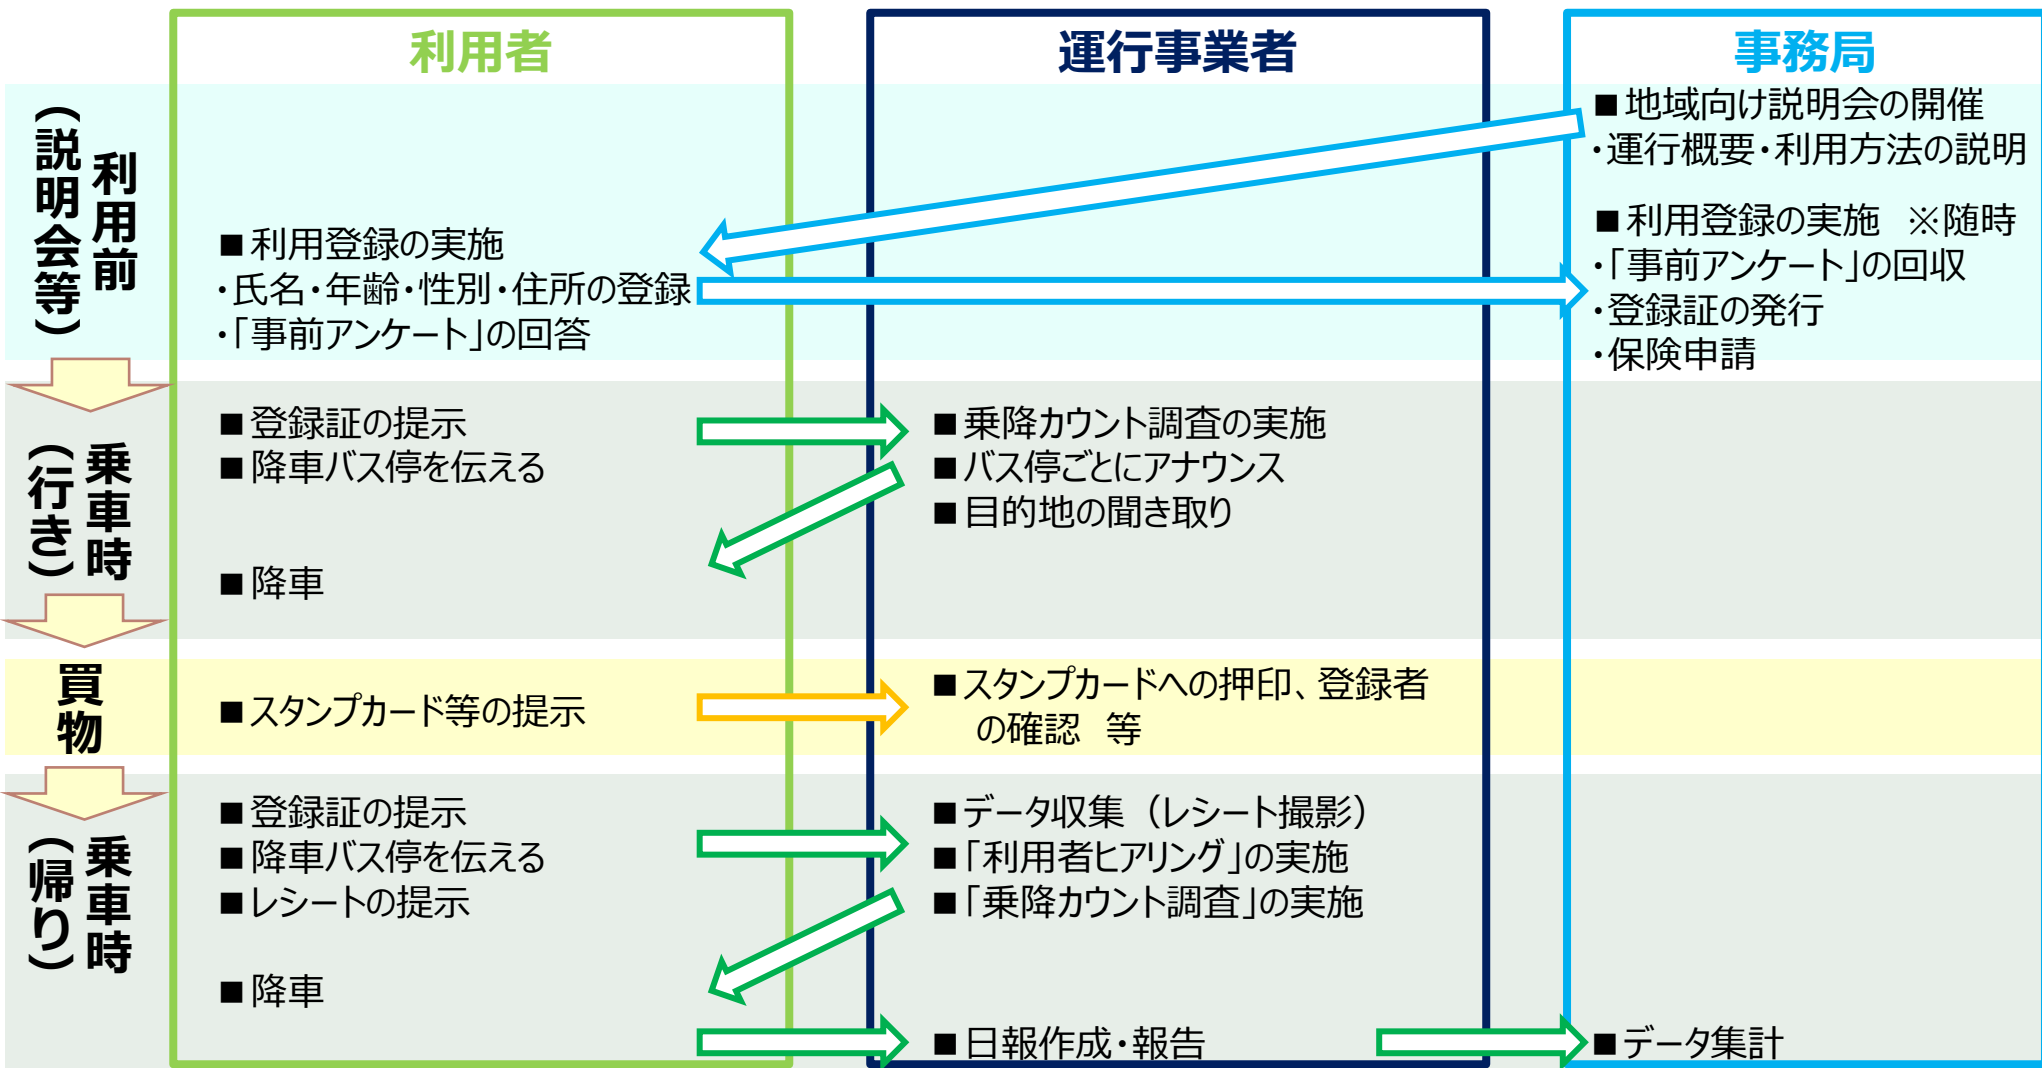 利用者
運行事業者
事務局
利用前
（説明会等）
■地域向け説明会の開催
・運行概要・利用方法の説明
■利用登録の実施
・氏名・年齢・性別・住所の登録
・「事前アンケート」の回答
■利用登録の実施　※随時
・「事前アンケート」の回収
・登録証の発行
・保険申請
乗車時
（行き）
■登録証の提示
■降車バス停を伝える
■降車
■乗降カウント調査の実施
■バス停ごとにアナウンス
■目的地の聞き取り
買物
■スタンプカード等の提示
■スタンプカードへの押印、登録者
の確認　等
乗車時
（帰り）
■登録証の提示
■降車バス停を伝える
■レシートの提示
■降車
■データ収集（レシート撮影）
■「利用者ヒアリング」の実施
■「乗降カウント調査」の実施
■日報作成・報告
■データ集計